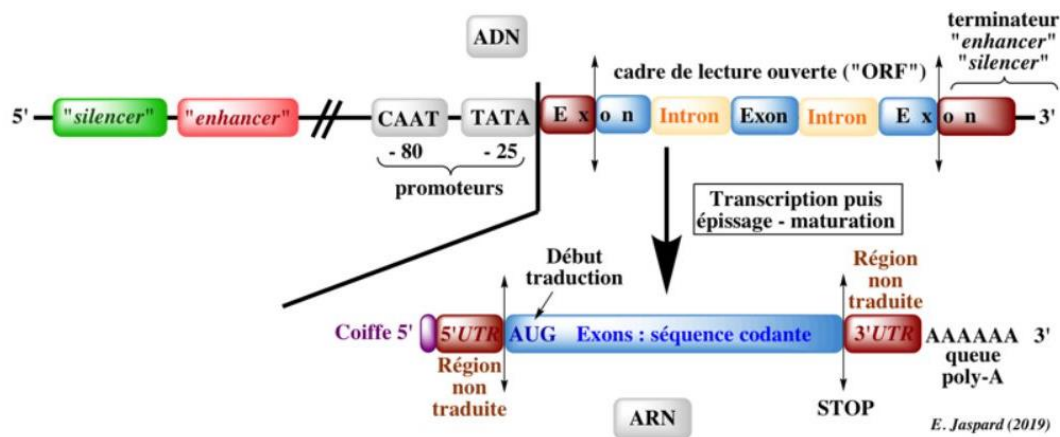 ADN
terminateur
"enhancer"
"silencer"
cadre de lecture ouverte ("ORF")
5' "silencer" "enhancer" CAAT TATA E x o n Intron Exon Intron E x o n 3'
- 80 - 25
promoteurs
Transcription puis
épissage - maturation
Début
traduction
Région
non
traduite
Coiffe 5' 5'UTR AUG Exons : séquence codante 3'UTR AAAAAA 3'
queue
poly-A
Région
non
traduite
STOP
ARN
E. Jaspard (2019)